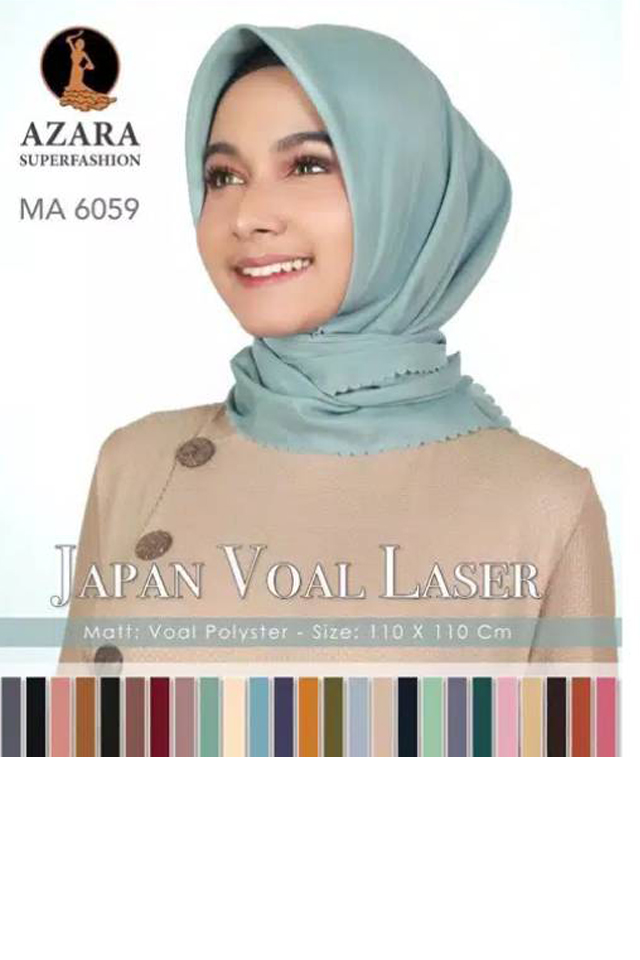 AZARA
SUPERFASHION
MA 6059
JAPAN VOAL LASER
Matt: Voal Polyster - Size: 110 X 110 Cm